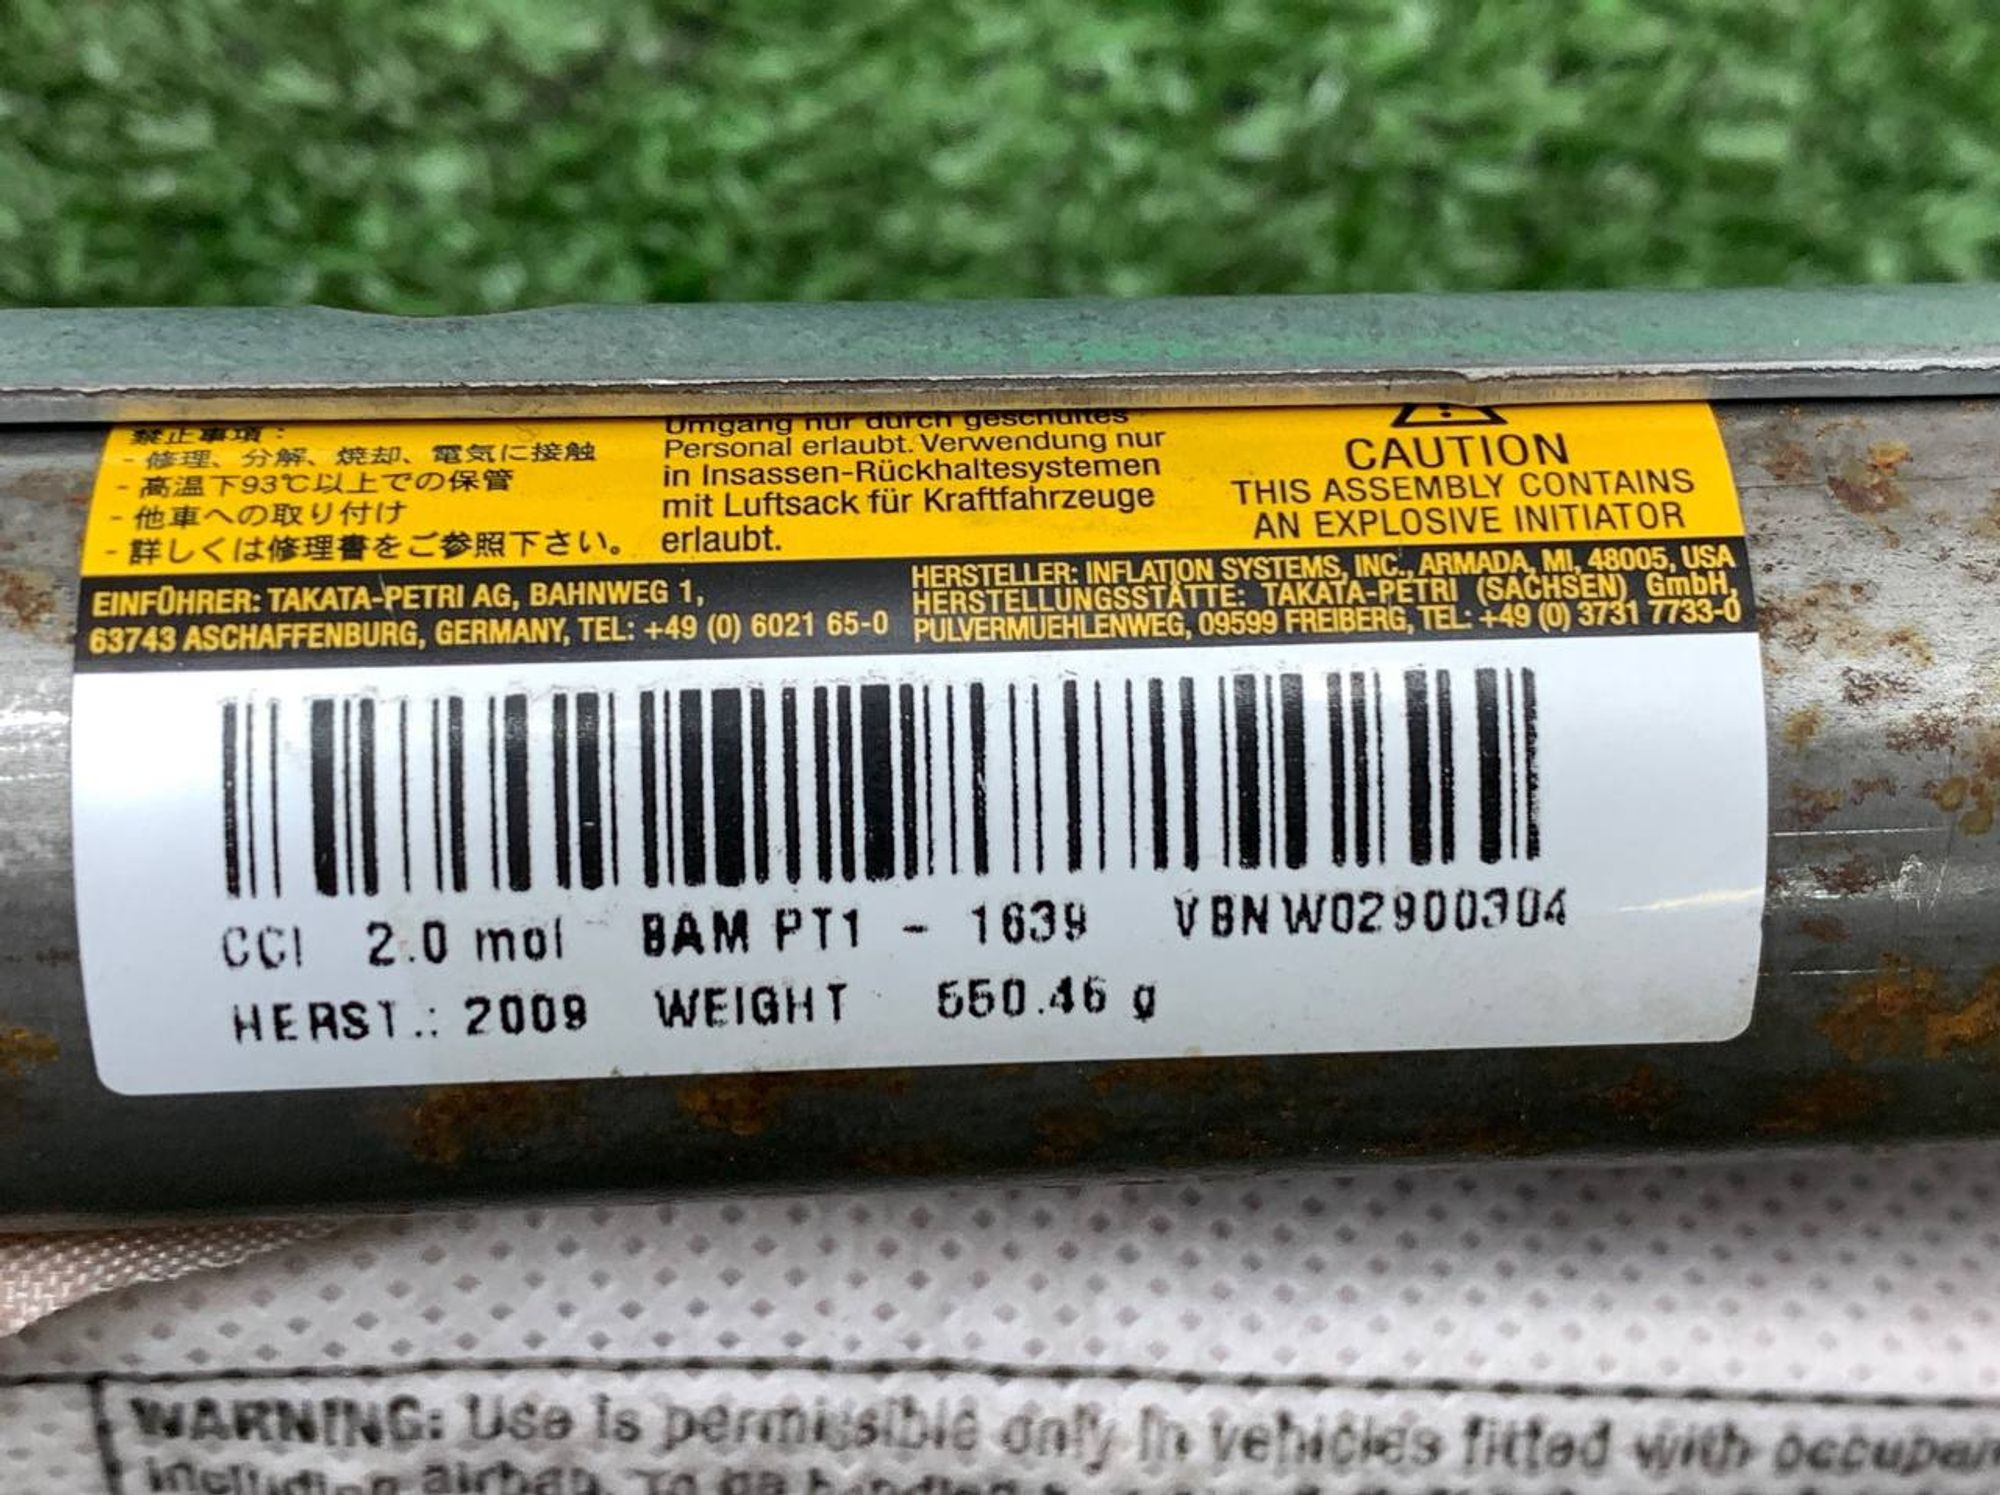 禁止事項:
- 修理、分解、焼却、電気に接触
- 高温下93℃以上での保管
- 他車への取り付け
- 詳しくは修理書をご参照下さい。
Umgang nur durch geschultes
Personal erlaubt. Verwendung nur
in Insassen-Rückhaltesystemen
mit Luftsack für Kraftfahrzeuge
erlaubt.
CAUTION
THIS ASSEMBLY CONTAINS
AN EXPLOSIVE INITIATOR
EINFÜHRER: TAKATA-PETRI AG, BAHNWEG 1,
63743 ASCHAFFENBURG, GERMANY, TEL: +49 (0) 6021 65-0
HERSTELLER: INFLATION SYSTEMS, INC., ARMADA, MI, 48005, USA
HERSTELLUNGSSTÄTTE: TAKATA-PETRI (SACHSEN) GmbH,
PULVERMUEHLENWEG, 09599 FREIBERG, TEL: +49 (0) 3731 7733-0
CCI 2.0 mol BAM PT1 - 1639 VBNW02900304
HERST.: 2009 WEIGHT 550.46 g
WARNING: Use is permissible only in vehicles fitted with
including airbag. To be